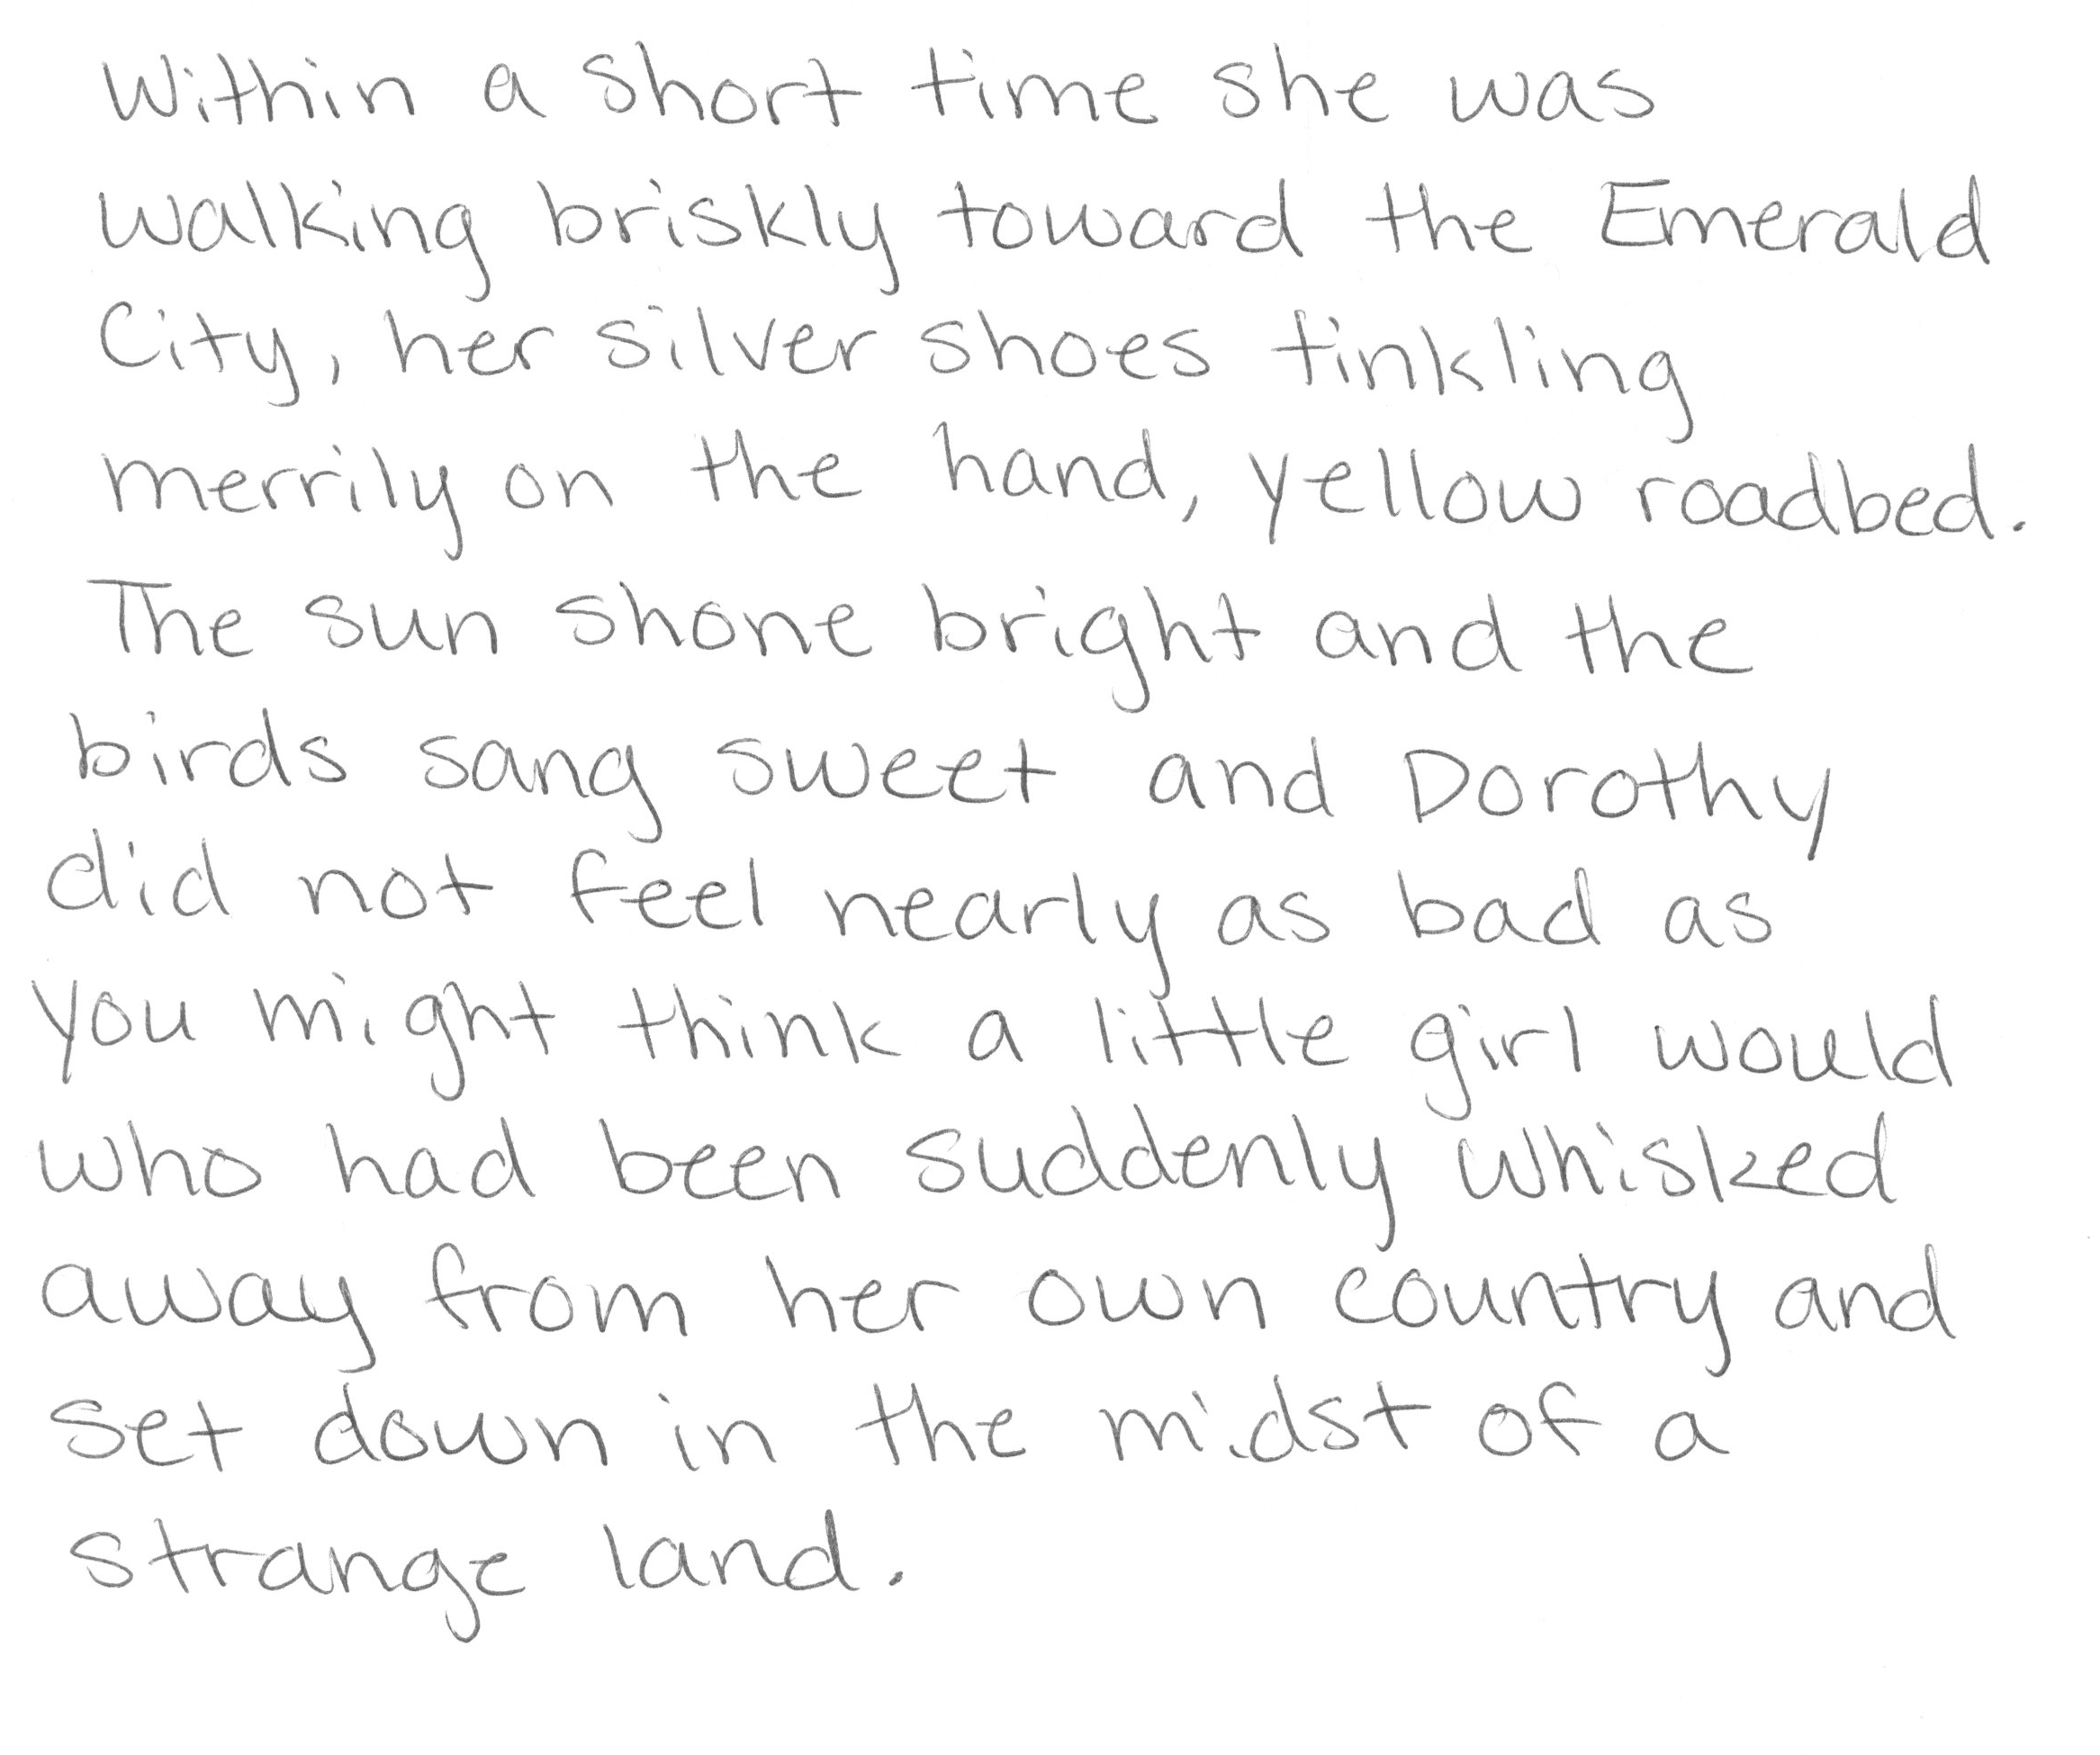 Within a short time she was
walking briskly toward the Emerald
City, her silver shoes tinkling
merrily on the hand, yellow roadbed.
The sun shone bright and the
birds sang sweet and Dorothy
did not feel nearly as bad as
you might think a little girl would
who had been suddenly whisked
away from her own country and
set down in the midst of a
strange land.